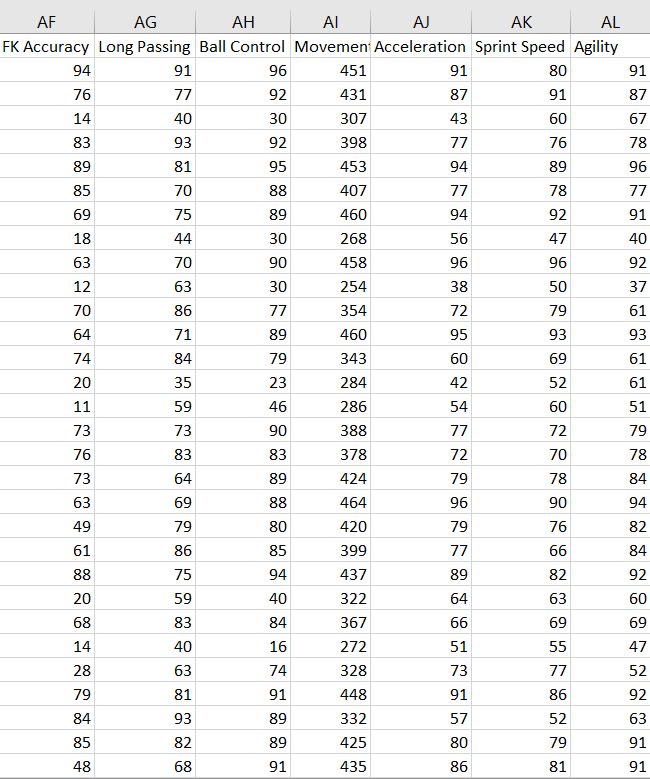 AF AG AH AI AJ AK AL
FK Accuracy Long Passing Ball Control Movemen Acceleration Sprint Speed Agility
94 91 96 451 91 80 91
76 77 92 431 87 91 87
14 40 30 307 43 60 67
83 93 92 398 77 76 78
89 81 95 453 94 89 96
85 70 88 407 77 78 77
69 75 89 460 94 92 91
18 44 30 268 56 47 40
63 70 90 458 96 96 92
12 63 30 254 38 50 37
70 86 77 354 72 79 61
64 71 89 460 95 93 93
74 84 79 343 60 69 61
20 35 23 284 42 52 61
11 59 46 286 54 60 51
73 73 90 388 77 72 79
76 83 83 378 72 70 78
73 64 89 424 79 78 84
63 69 88 464 96 90 94
49 79 80 420 79 76 82
61 86 85 399 77 66 84
88 75 94 437 89 82 92
20 59 40 322 64 63 60
68 83 84 367 66 69 69
14 40 16 272 51 55 47
28 63 74 328 73 77 52
79 81 91 448 91 86 92
84 93 89 332 57 52 63
85 82 89 425 80 79 91
48 68 91 435 86 81 91